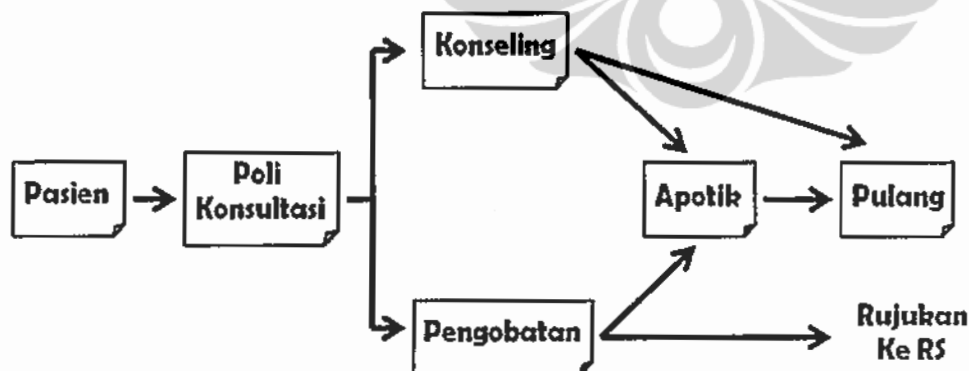 Konseling
Pasien
Poli
Konsultasi
Apotik
Pulang
Pengobatan
Rujukan
Ke RS